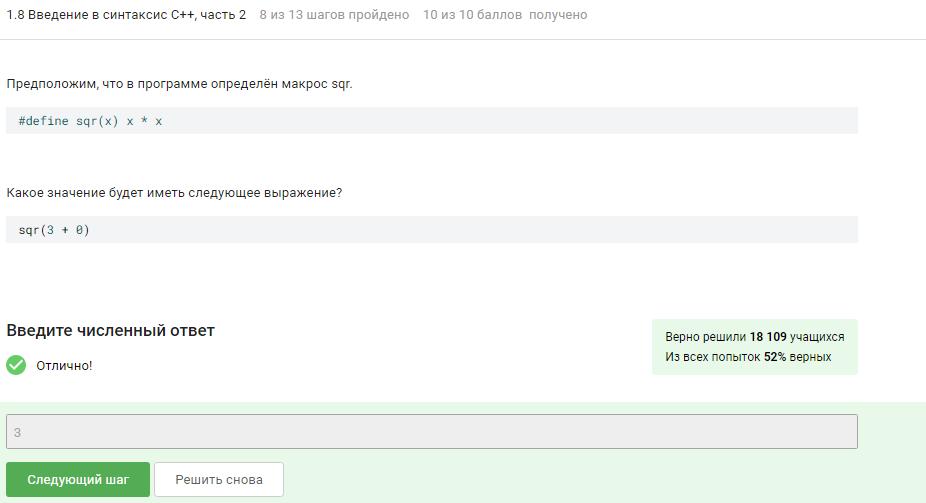 1.8 Введение в синтаксис C++, часть 2 8 из 13 шагов пройдено 10 из 10 баллов получено
Предположим, что в программе определён макрос sqr.
#define sqr(x) x * x
Какое значение будет иметь следующее выражение?
sqr(3 + 0)
Введите численный ответ
Верно решили 18 109 учащихся
Из всех попыток 52% верных
Отлично!
3
Следующий шаг Решить снова